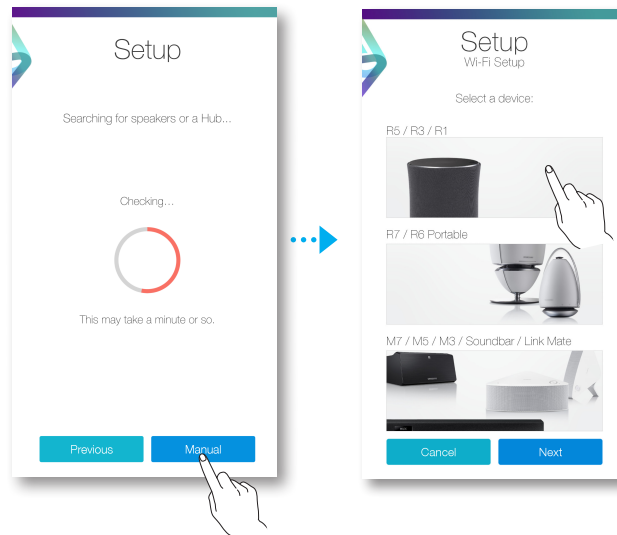 Setup
Searching for speakers or a Hub...
Checking...
This may take a minute or so.
Previous
Manual
Setup
Wi-Fi Setup
Select a device:
R5 / R3 / R1
R7 / R6 Portable
M7 / M5 / M3 / Soundbar / Link Mate
Cancel
Next